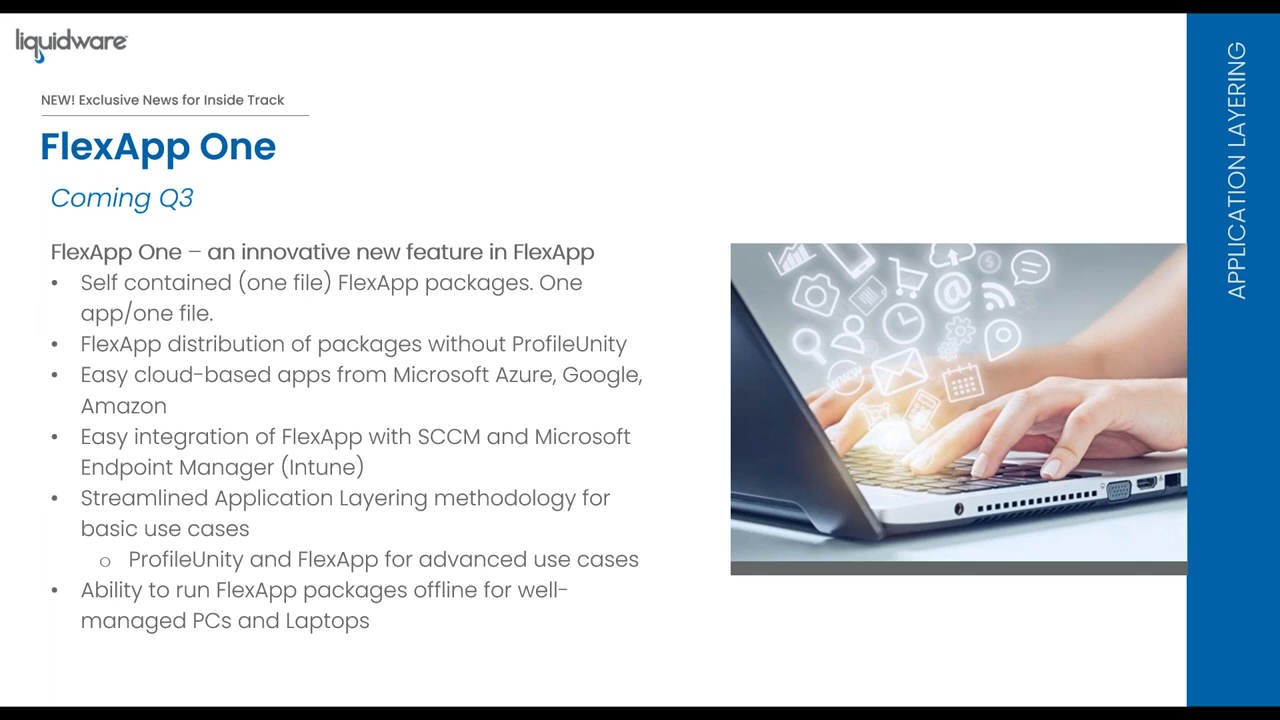 liquidware
NEW! Exclusive News for Inside Track
FlexApp One
Coming Q3
FlexApp One – an innovative new feature in FlexApp
• Self contained (one file) FlexApp packages. One
app/one file.
• FlexApp distribution of packages without ProfileUnity
• Easy cloud-based apps from Microsoft Azure, Google,
Amazon
• Easy integration of FlexApp with SCCM and Microsoft
Endpoint Manager (Intune)
• Streamlined Application Layering methodology for
basic use cases
o ProfileUnity and FlexApp for advanced use cases
• Ability to run FlexApp packages offline for well-
managed PCs and Laptops
APPLICATION LAYERING
www